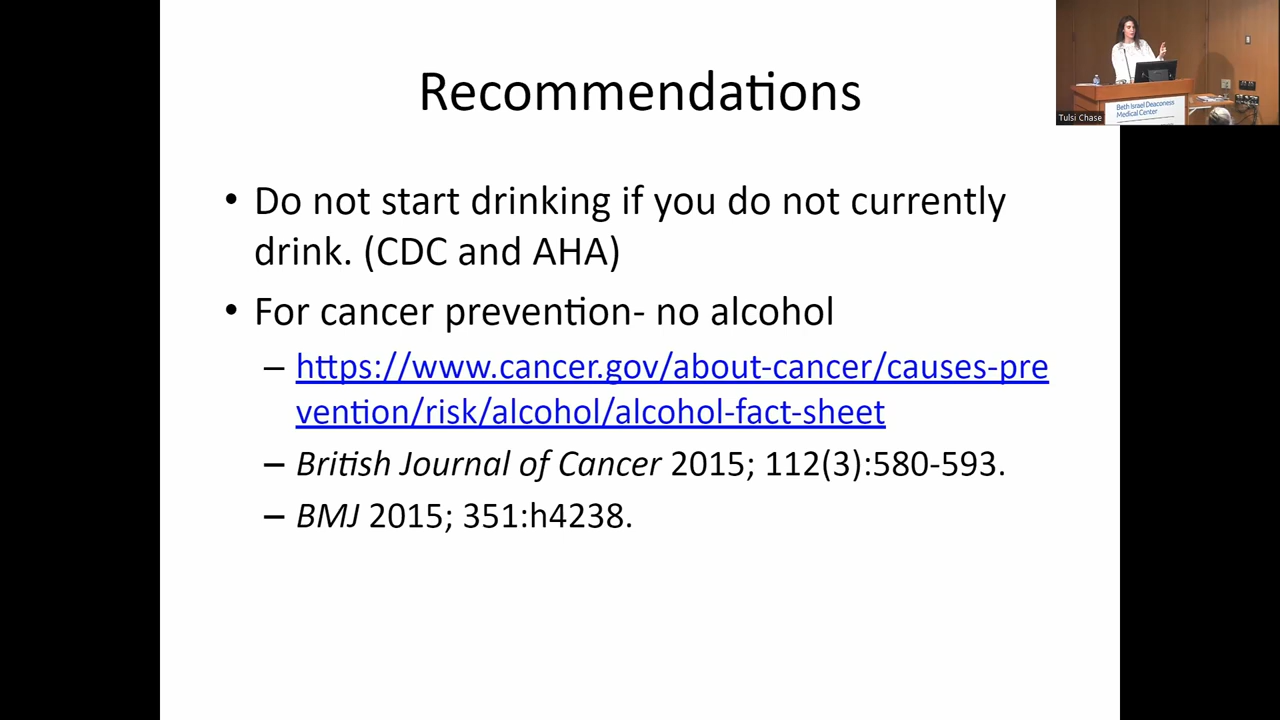 Recommendations
• Do not start drinking if you do not currently
drink. (CDC and AHA)
• For cancer prevention- no alcohol
– https://www.cancer.gov/about-cancer/causes-pre
vention/risk/alcohol/alcohol-fact-sheet
– British Journal of Cancer 2015; 112(3):580-593.
– BMJ 2015; 351:h4238.
Beth Israel Deaconess
Medical Center
Tulsi Chase